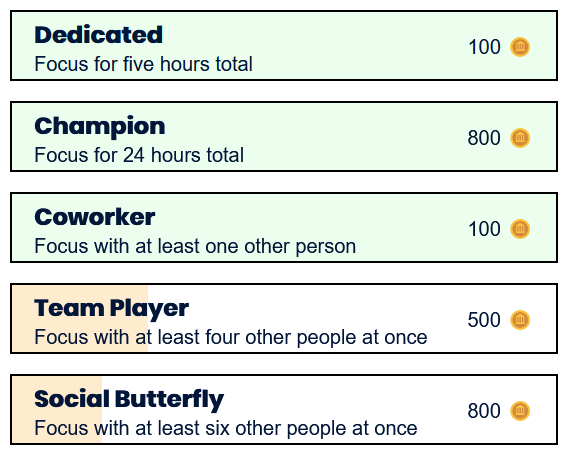 Dedicated
Focus for five hours total
100
Champion
Focus for 24 hours total
800
Coworker
Focus with at least one other person
100
Team Player
Focus with at least four other people at once
500
Social Butterfly
Focus with at least six other people at once
800